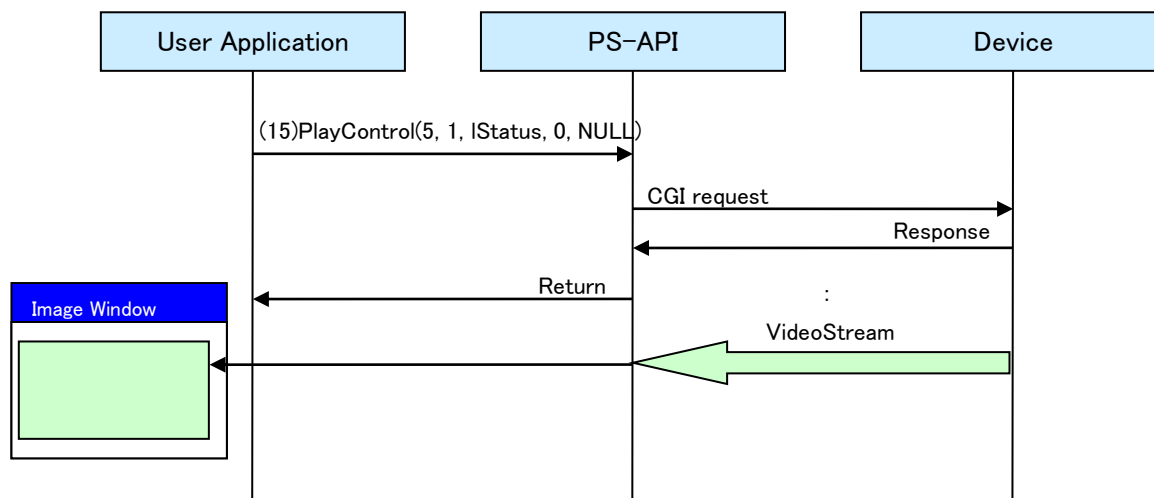 User Application
PS-API
Device
(15)PlayControl(5, 1, lStatus, 0, NULL)
CGI request
Response
Return
:
Image Window
VideoStream